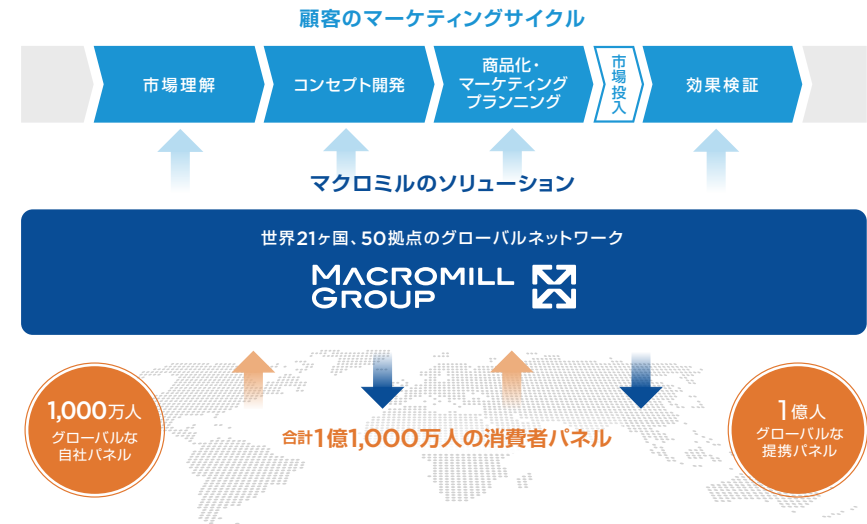 顧客のマーケティングサイクル
市場理解
コンセプト開発
商品化・
マーケティング
プランニング
市場投入
効果検証
マクロミルのソリューション
世界21ヶ国、50拠点のグローバルネットワーク
MACROMILL
GROUP
1,000万人
グローバルな
自社パネル
合計1億1,000万人の消費者パネル
1億人
グローバルな
提携パネル